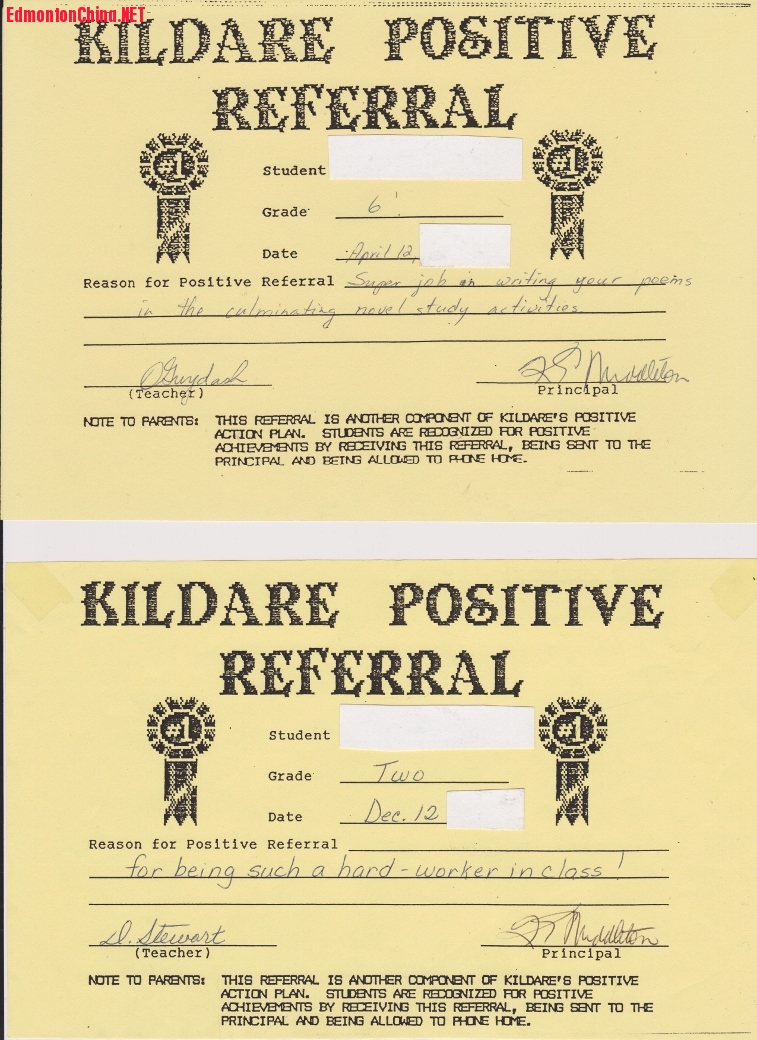 EdmontonChina.NET
KILDARE POSITIVE
REFERRAL
#1
#1
Student
Grade 6
Date April 12,
Reason for Positive Referral Super job in writing your poems
in the culminating novel study activities.
(Teacher)
Middleton
Principal
NOTE TO PARENTS: THIS REFERRAL IS ANOTHER COMPONENT OF KILDARE'S POSITIVE
ACTION PLAN. STUDENTS ARE RECOGNIZED FOR POSITIVE
ACHIEVEMENTS BY RECEIVING THIS REFERRAL, BEING SENT TO THE
PRINCIPAL AND BEING ALLOWED TO PHONE HOME.
KILDARE POSITIVE
REFERRAL
#1
#1
Student
Grade Two
Date Dec. 12
Reason for Positive Referral
for being such a hard-worker in class!
D. Stewart
Middleton
(Teacher)
Principal
NOTE TO PARENTS: THIS REFERRAL IS ANOTHER COMPONENT OF KILDARE'S POSITIVE
ACTION PLAN. STUDENTS ARE RECOGNIZED FOR POSITIVE
ACHIEVEMENTS BY RECEIVING THIS REFERRAL, BEING SENT TO THE
PRINCIPAL AND BEING ALLOWED TO PHONE HOME.